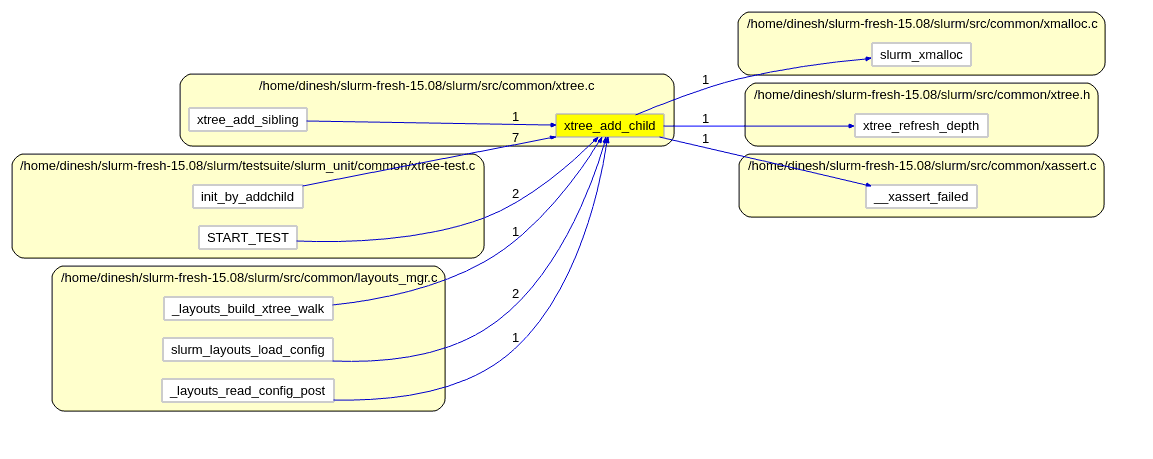 /home/dinesh/slurm-fresh-15.08/slurm/src/common/xmalloc.c
slurm_xmalloc
/home/dinesh/slurm-fresh-15.08/slurm/src/common/xtree.c
1
/home/dinesh/slurm-fresh-15.08/slurm/src/common/xtree.h
xtree_add_sibling
1
xtree_add_child
1
xtree_refresh_depth
7
1
/home/dinesh/slurm-fresh-15.08/slurm/testsuite/slurm_unit/common/xtree-test.c
/home/dinesh/slurm-fresh-15.08/slurm/src/common/xassert.c
init_by_addchild
2
__xassert_failed
START_TEST
1
/home/dinesh/slurm-fresh-15.08/slurm/src/common/layouts_mgr.c
_layouts_build_xtree_walk
2
slurm_layouts_load_config
1
_layouts_read_config_post